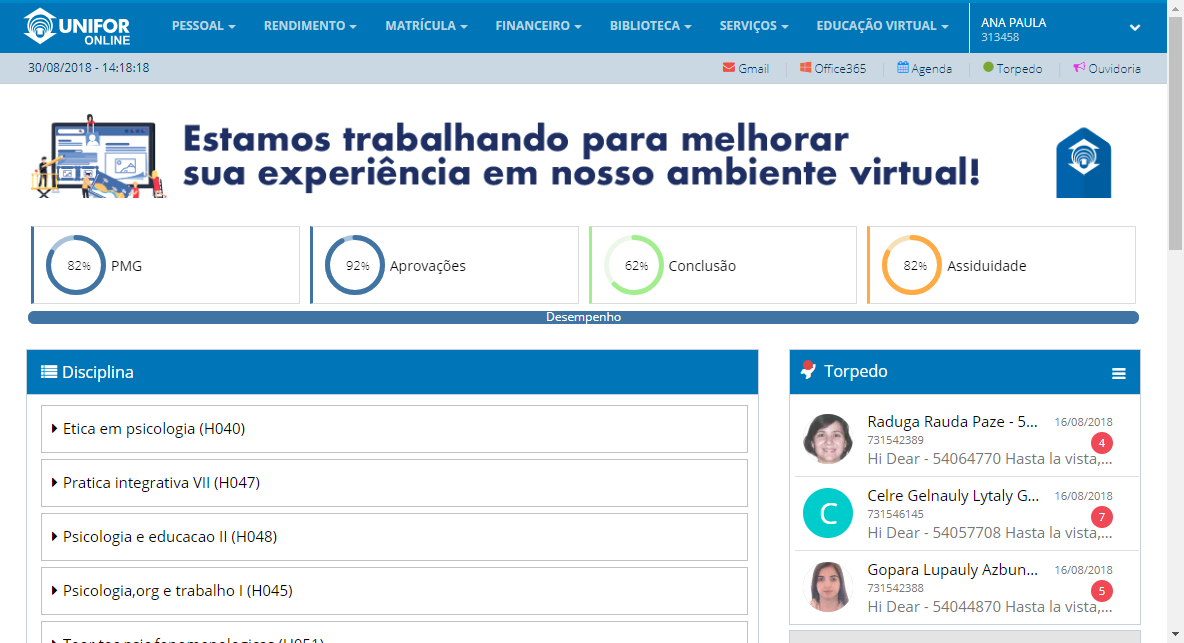 UNIFOR
ONLINE
PESSOAL RENDIMENTO MATRÍCULA FINANCEIRO BIBLIOTECA SERVIÇOS EDUCAÇÃO VIRTUAL
ANA PAULA
313458
30/08/2018 - 14:18:18
Gmail Office365 Agenda Torpedo Ouvidoria
Estamos trabalhando para melhorar
sua experiência em nosso ambiente virtual!
82% PMG
92% Aprovações
62% Conclusão
82% Assiduidade
Desempenho
Disciplina
Etica em psicologia (H040)
Pratica integrativa VII (H047)
Psicologia e educacao II (H048)
Psicologia,org e trabalho I (H045)
Torpedo
Raduga Rauda Paze - 5... 16/08/2018
731542389
4
Hi Dear - 54064770 Hasta la vista,...
C
Celre Gelnauly Lytaly G... 16/08/2018
731546145
7
Hi Dear - 54057708 Hasta la vista,...
Gopara Lupauly Azbun... 16/08/2018
731542388
5
Hi Dear - 54044870 Hasta la vista,...